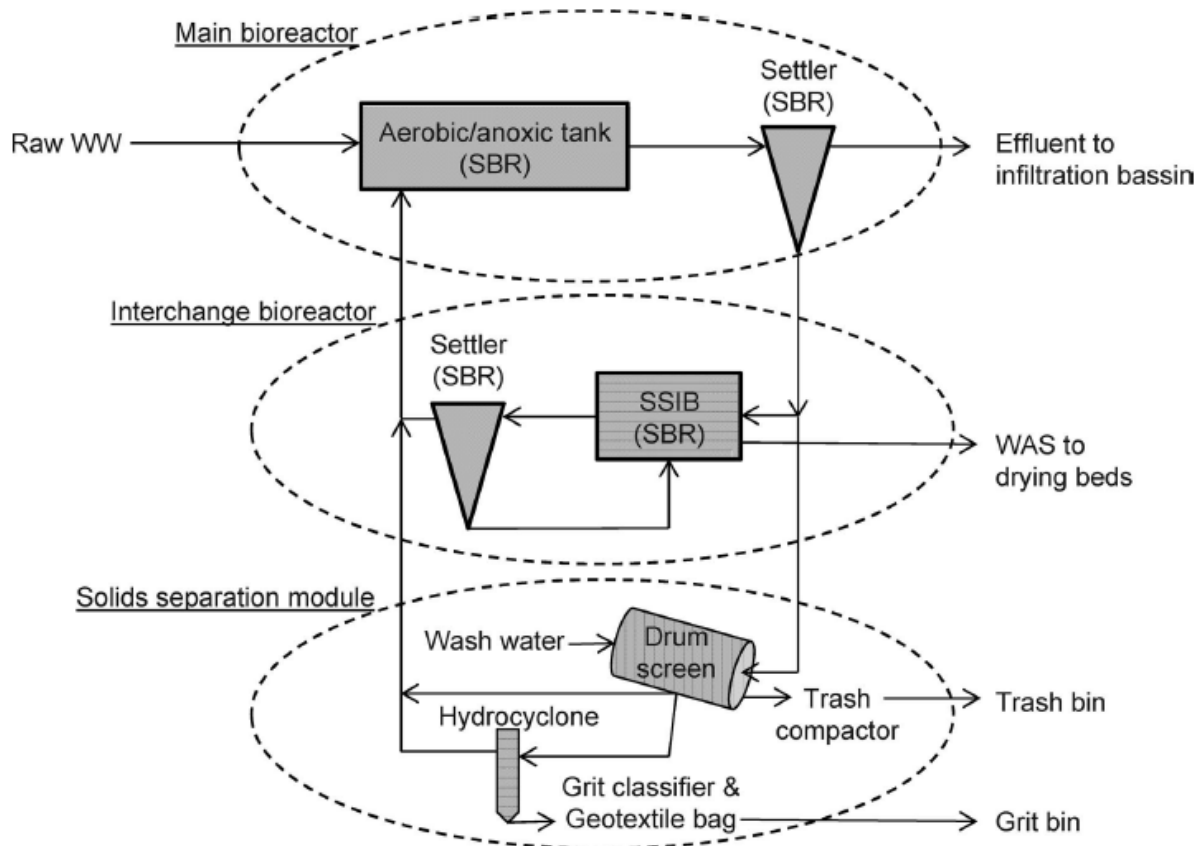 Main bioreactor
Settler
(SBR)
Raw WW
Aerobic/anoxic tank
(SBR)
Effluent to
infiltration bassin
Interchange bioreactor
Settler
(SBR)
SSIB
(SBR)
WAS to
drying beds
Solids separation module
Wash water
Drum
screen
Trash
compactor
Trash bin
Hydrocyclone
Grit classifier &
Geotextile bag
Grit bin